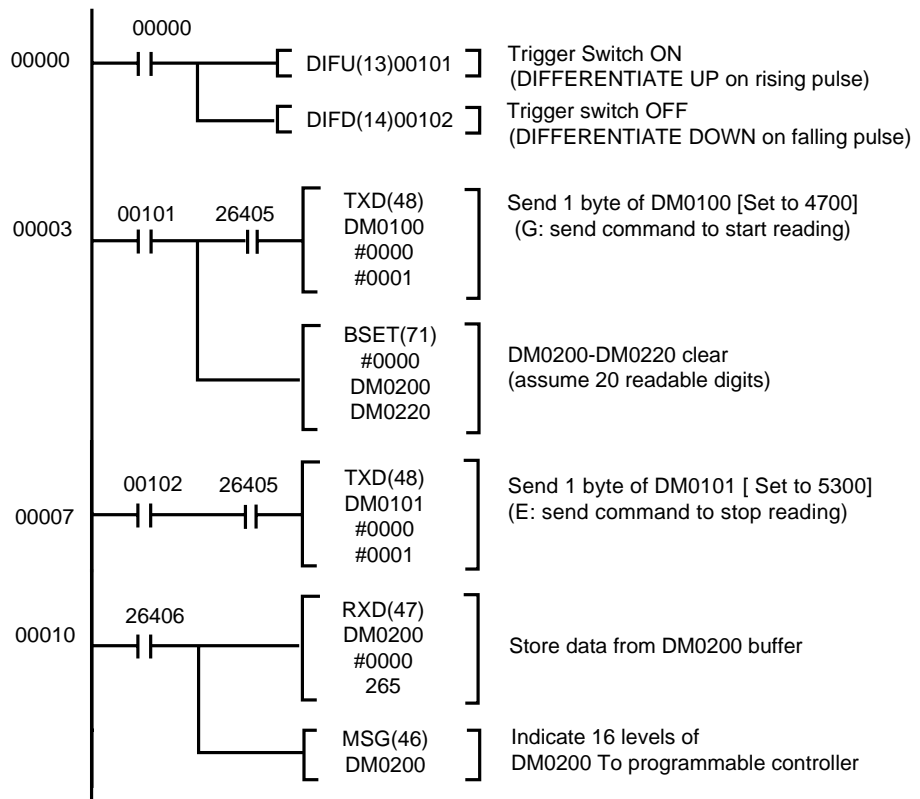 00000
00000
DIFU(13)00101
Trigger Switch ON
(DIFFERENTIATE UP on rising pulse)
DIFD(14)00102
Trigger switch OFF
(DIFFERENTIATE DOWN on falling pulse)
00003
00101
26405
TXD(48)
DM0100
#0000
#0001
Send 1 byte of DM0100 [Set to 4700]
(G: send command to start reading)
BSET(71)
#0000
DM0200
DM0220
DM0200-DM0220 clear
(assume 20 readable digits)
00007
00102
26405
TXD(48)
DM0101
#0000
#0001
Send 1 byte of DM0101 [ Set to 5300]
(E: send command to stop reading)
00010
26406
RXD(47)
DM0200
#0000
265
Store data from DM0200 buffer
MSG(46)
DM0200
Indicate 16 levels of
DM0200 To programmable controller